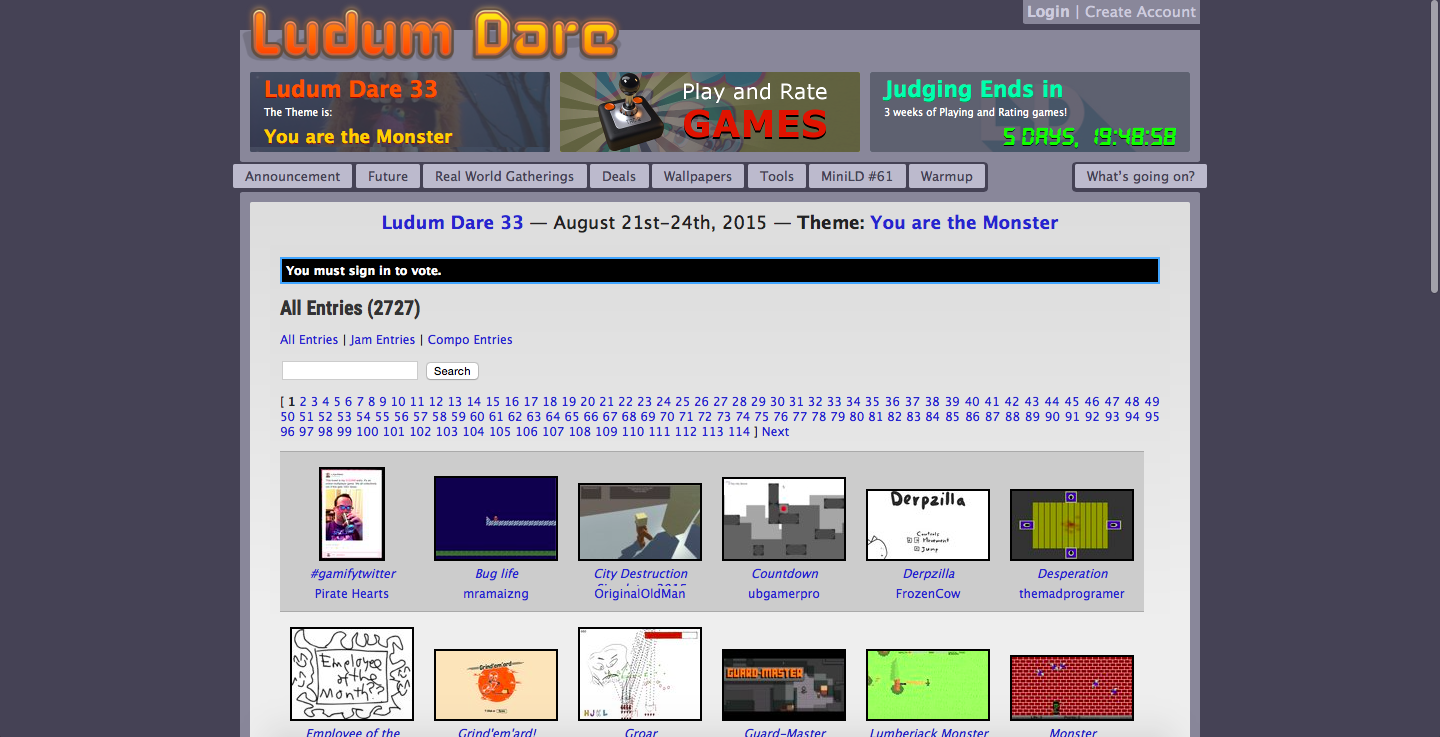 Login | Create Account
Ludum Dare
Ludum Dare 33
The Theme is:
You are the Monster
Play and Rate
GAMES
Judging Ends in
3 weeks of Playing and Rating games!
5 DAYS, 19:48:58
Announcement
Future
Real World Gatherings
Deals
Wallpapers
Tools
MiniLD #61
Warmup
What's going on?
Ludum Dare 33 — August 21st–24th, 2015 — Theme: You are the Monster
You must sign in to vote.
All Entries (2727)
All Entries | Jam Entries | Compo Entries
Search
[ 1 2 3 4 5 6 7 8 9 10 11 12 13 14 15 16 17 18 19 20 21 22 23 24 25 26 27 28 29 30 31 32 33 34 35 36 37 38 39 40 41 42 43 44 45 46 47 48 49
50 51 52 53 54 55 56 57 58 59 60 61 62 63 64 65 66 67 68 69 70 71 72 73 74 75 76 77 78 79 80 81 82 83 84 85 86 87 88 89 90 91 92 93 94 95
96 97 98 99 100 101 102 103 104 105 106 107 108 109 110 111 112 113 114 ] Next
Derpzilla
Controls
Movement
Jump
#gamifytwitter
Bug life
City Destruction
Countdown
Derpzilla
Desperation
Pirate Hearts
mramaizng
OriginalOldMan
ubgamerpro
FrozenCow
themadprogramer
Employee
of the
Month??
Grind'em'ard
HJKL
GUARD-MASTER
Employee of the
Grind'em'ard!
Groar
Guard-Master
Lumberjack Monster
Monster